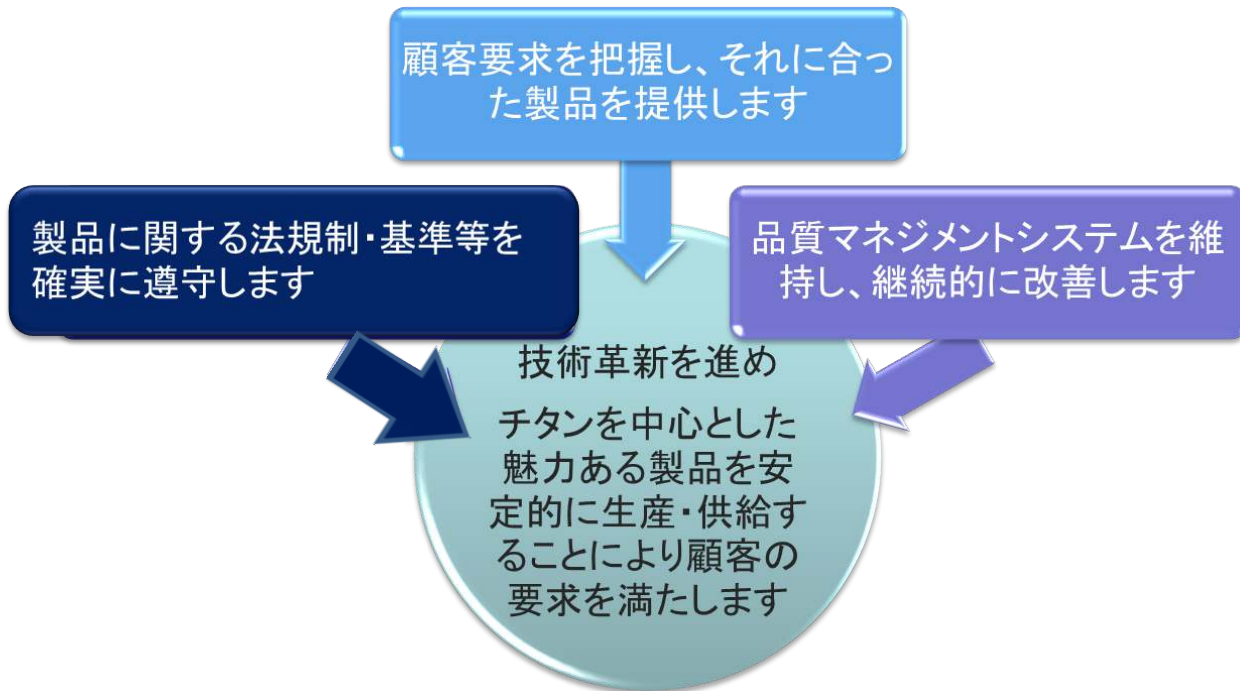 顧客要求を把握し、それに合っ
た製品を提供します
製品に関する法規制・基準等を
確実に遵守します
品質マネジメントシステムを維
持し、継続的に改善します
技術革新を進め
チタンを中心とした
魅力ある製品を安
定的に生産・供給す
ることにより顧客の
要求を満たします